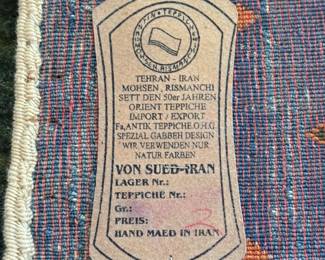 TEHRAN - IRAN
MOHSEN, RISMANCHI
SETT DEN 50er JAHREN
ORIENT TEPPICHE
IMPORT / EXPORT
Fa,ANTIK TEPPICHE O.H.G
SPEZIAL GABBEH DESIGN
WIR VERWENDEN NUR
NATUR FARBEN
VON SUED-IRAN
LAGER Nr.:
TEPPICHE Nr.:
Gr.:
PREIS:
HAND MAED IN IRAN